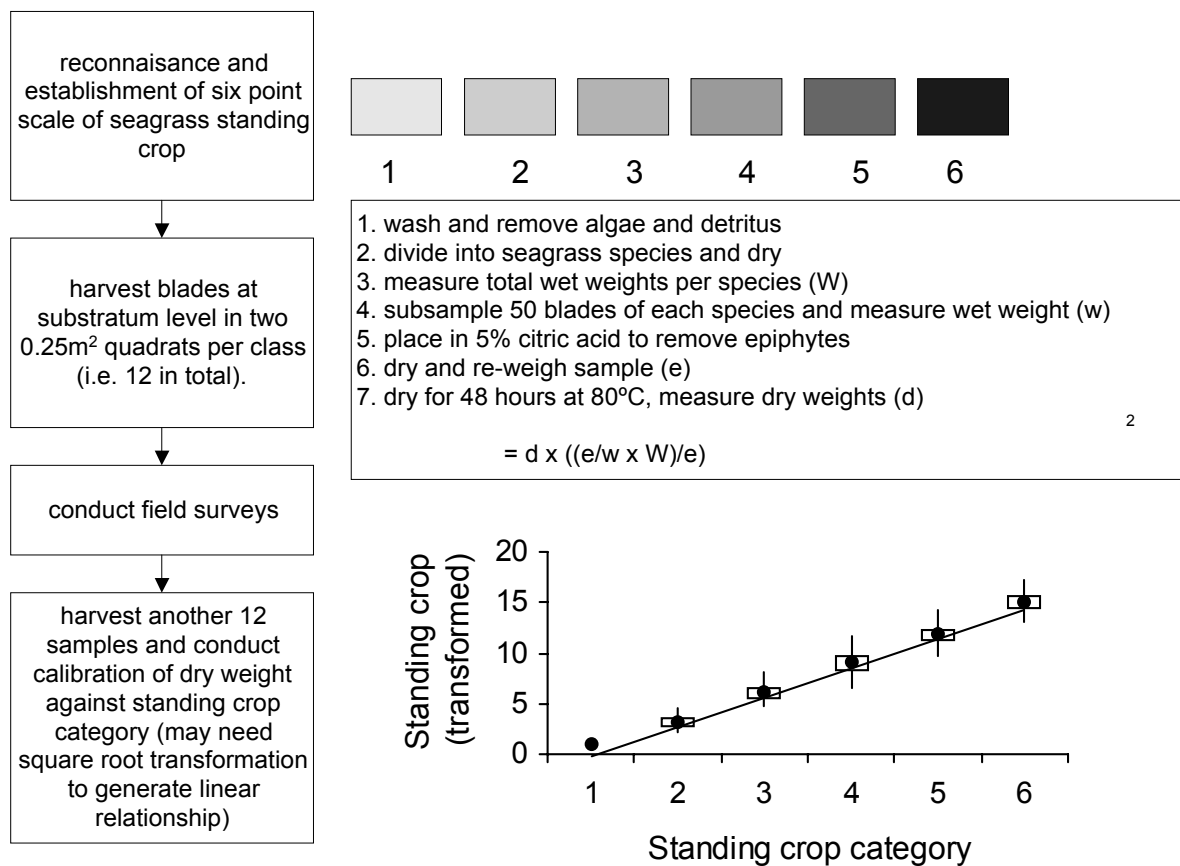 reconnaisance and
establishment of six point
scale of seagrass standing
crop
harvest blades at
substratum level in two
0.25m² quadrats per class
(i.e. 12 in total).
conduct field surveys
harvest another 12
samples and conduct
calibration of dry weight
against standing crop
category (may need
square root transformation
to generate linear
relationship)
1 2 3 4 5 6
1. wash and remove algae and detritus
2. divide into seagrass species and dry
3. measure total wet weights per species (W)
4. subsample 50 blades of each species and measure wet weight (w)
5. place in 5% citric acid to remove epiphytes
6. dry and re-weigh sample (e)
7. dry for 48 hours at 80ºC, measure dry weights (d)
2
= d x ((e/w x W)/e)
Standing crop
(transformed)
20
15
10
5
0
1 2 3 4 5 6
Standing crop category